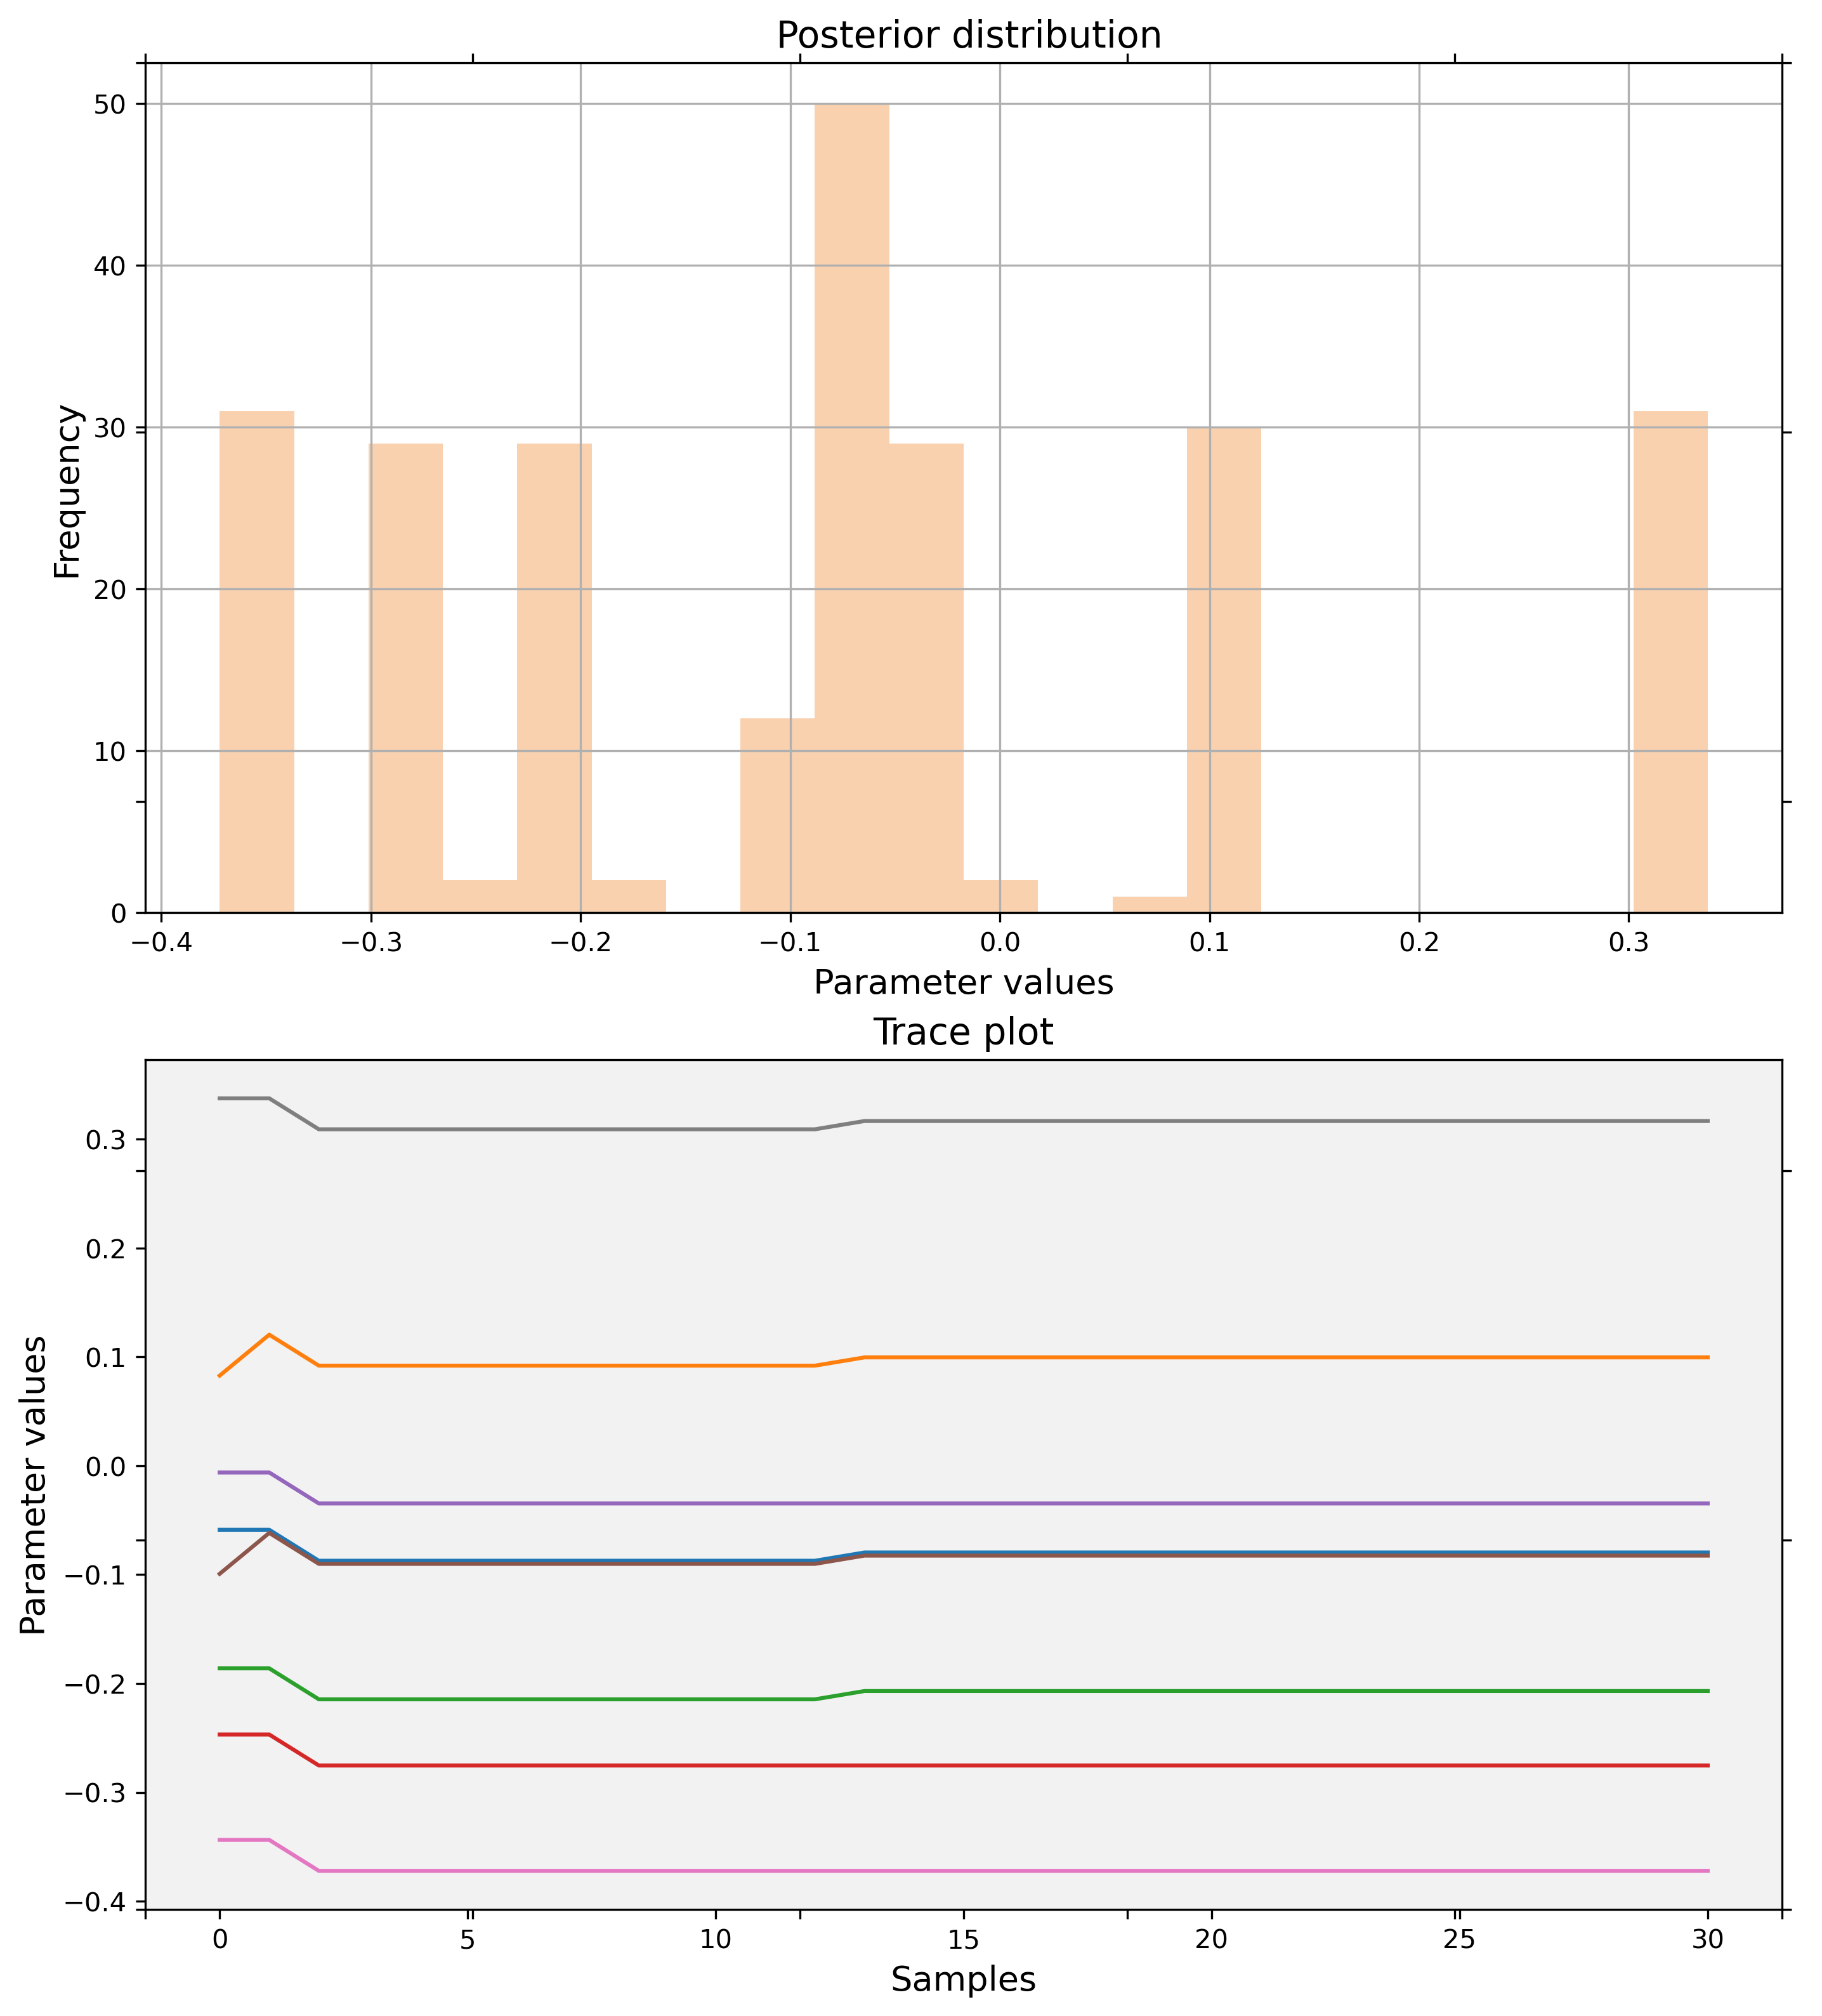 Posterior distribution
50
40
30
20
10
0
Frequency
−0.4 −0.3 −0.2 −0.1 0.0 0.1 0.2 0.3
Parameter values
Trace plot
0.3
0.2
0.1
0.0
−0.1
−0.2
−0.3
−0.4
Parameter values
0 5 10 15 20 25 30
Samples